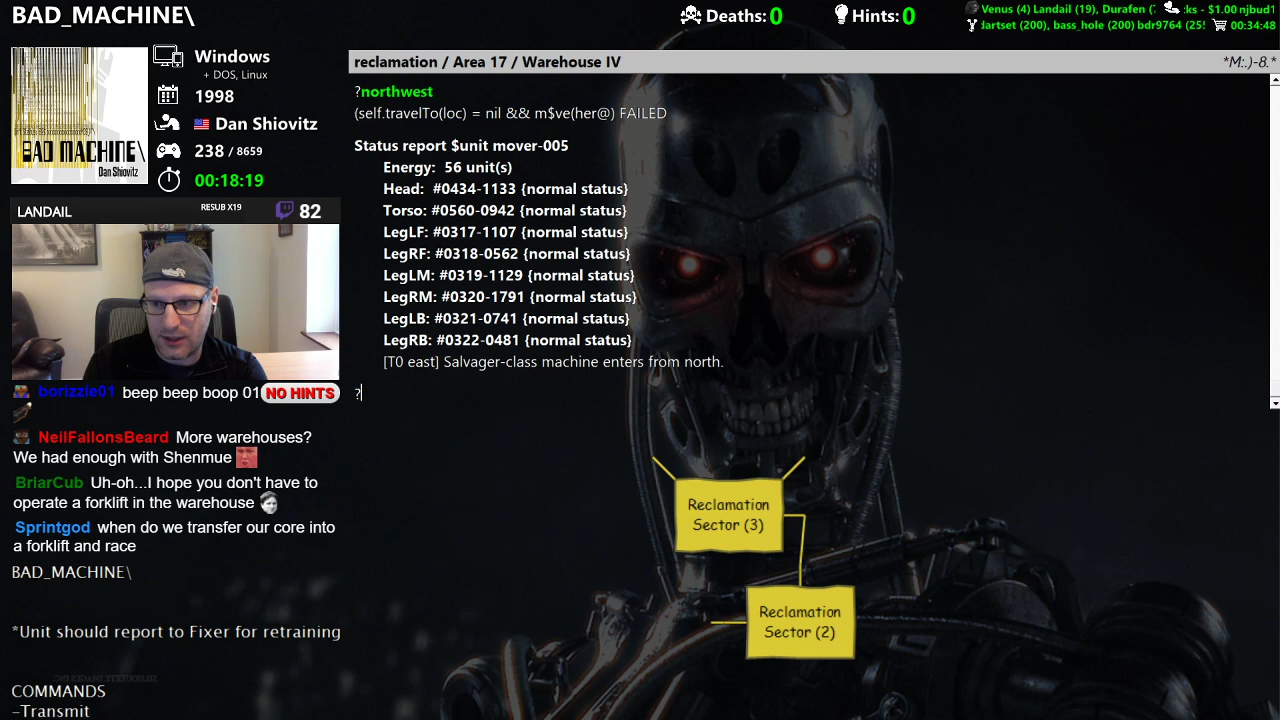 BAD_MACHINE\
Deaths: 0
Hints: 0
Venus (4) Landail (19), Durafen (
ks - $1.00 njbud1
dartset (200), bass_hole (200) bdr9764 (25
00:34:48
Windows
+ DOS, Linux
1998
Dan Shiovitz
238 / 8659
00:18:19
BAD MACHINE\
Dan Shiovitz
LANDAIL
RESUB X19
82
reclamation / Area 17 / Warehouse IV
*M:.)-8.*
?northwest
(self.travelTo(loc) = nil && m$ve(her@) FAILED
Status report $unit mover-005
Energy: 56 unit(s)
Head: #0434-1133 {normal status}
Torso: #0560-0942 {normal status}
LegLF: #0317-1107 {normal status}
LegRF: #0318-0562 {normal status}
LegLM: #0319-1129 {normal status}
LegRM: #0320-1791 {normal status}
LegLB: #0321-0741 {normal status}
LegRB: #0322-0481 {normal status}
[T0 east] Salvager-class machine enters from north.
?
borizzle01 beep beep boop 01
NO HINTS
NeilFallonsBeard More warehouses?
We had enough with Shenmue
BriarCub Uh-oh...I hope you don't have to
operate a forklift in the warehouse
Sprintgod when do we transfer our core into
a forklift and race
BAD_MACHINE\
*Unit should report to Fixer for retraining
COMMANDS
-Transmit
Reclamation
Sector (3)
Reclamation
Sector (2)